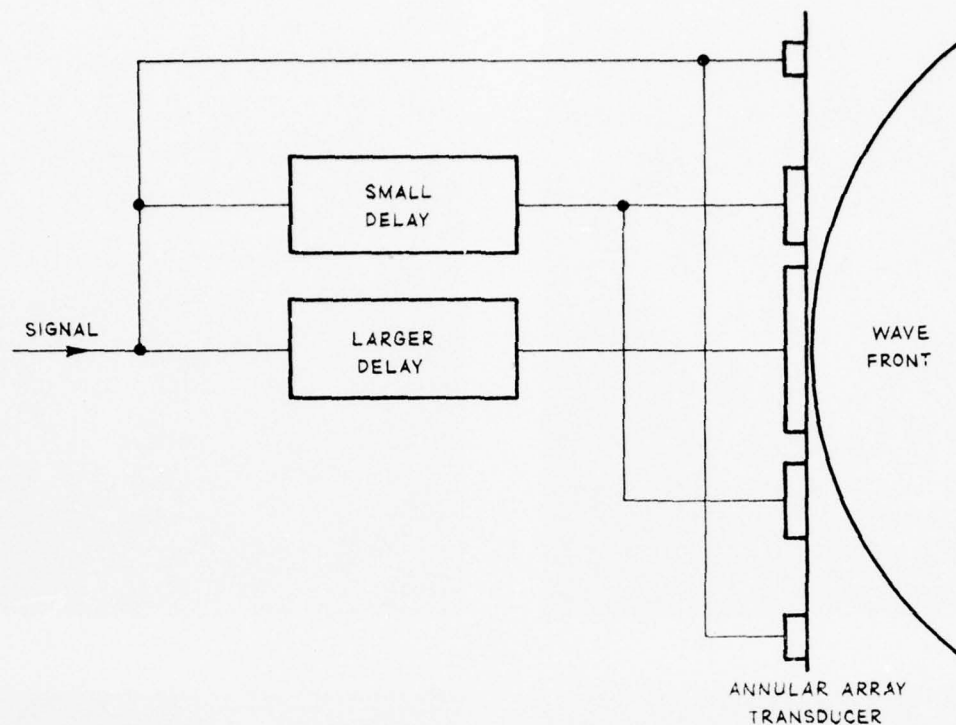 SMALL
DELAY
SIGNAL
LARGER
DELAY
WAVE
FRONT
ANNULAR ARRAY
TRANSDUCER